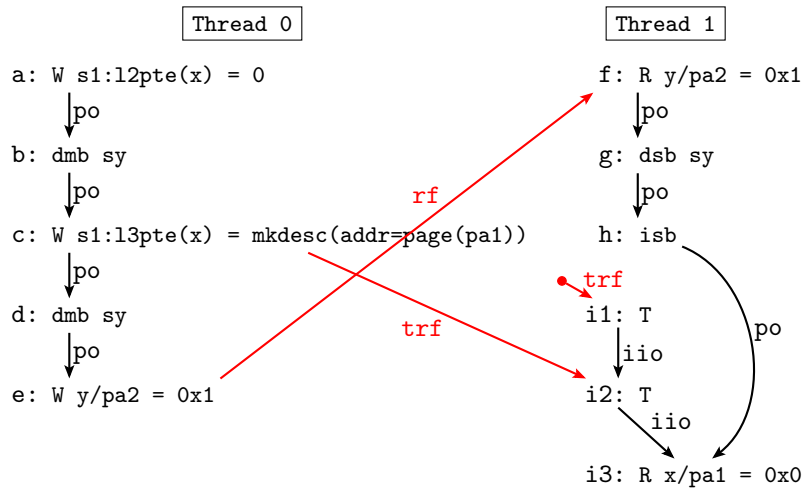 Thread 0
Thread 1
a: W s1:l2pte(x) = 0
f: R y/pa2 = 0x1
po
po
b: dmb sy
g: dsb sy
po
rf
po
c: W s1:l3pte(x) = mkdesc(addr=page(pa1))
h: isb
po
trf
d: dmb sy
i1: T
trf
po
po
iio
e: W y/pa2 = 0x1
i2: T
iio
i3: R x/pa1 = 0x0